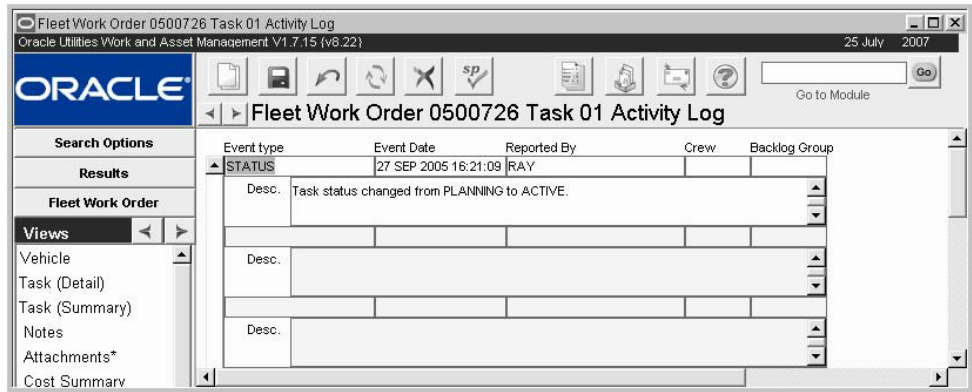 Fleet Work Order 0500726 Task 01 Activity Log
Oracle Utilities Work and Asset Management V1.7.15 {v8.22} 25 July 2007
ORACLE®
sp
Go
Go to Module
Fleet Work Order 0500726 Task 01 Activity Log
Search Options
Results
Fleet Work Order
Views
Vehicle
Task (Detail)
Task (Summary)
Notes
Attachments*
Cost Summary
Event type Event Date Reported By Crew Backlog Group
STATUS 27 SEP 2005 16:21:09 RAY
Desc. Task status changed from PLANNING to ACTIVE.
Desc.
Desc.